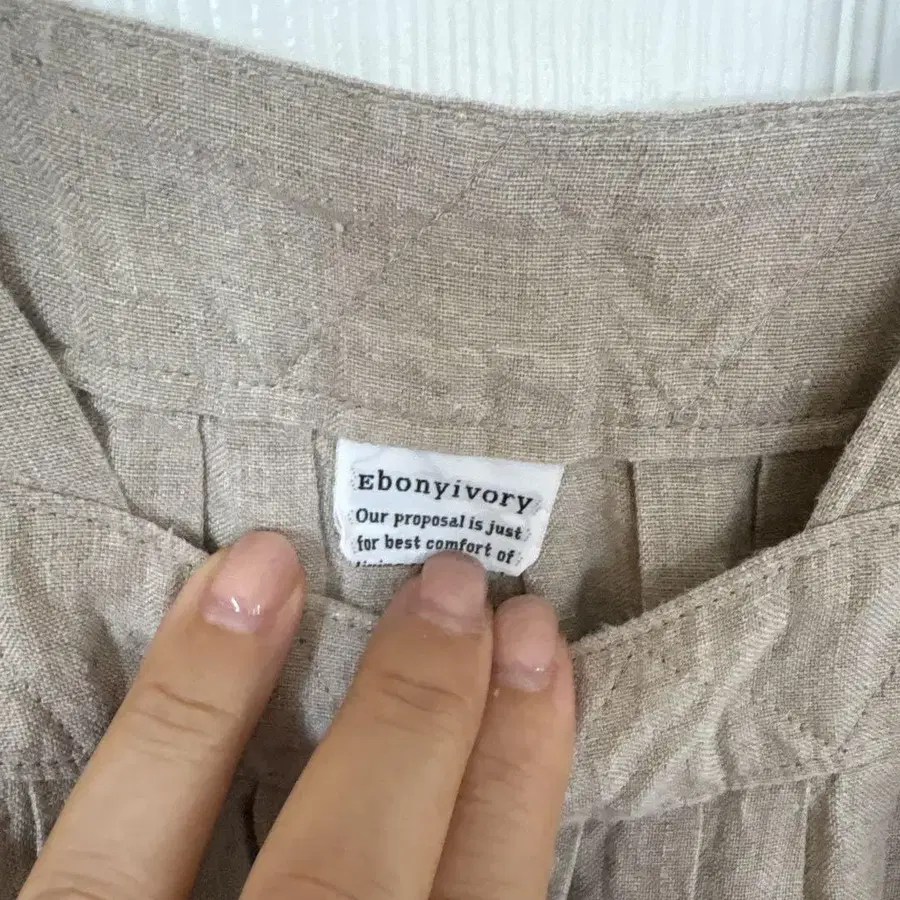 Ebonyivory
Our proposal is just
for best comfort of